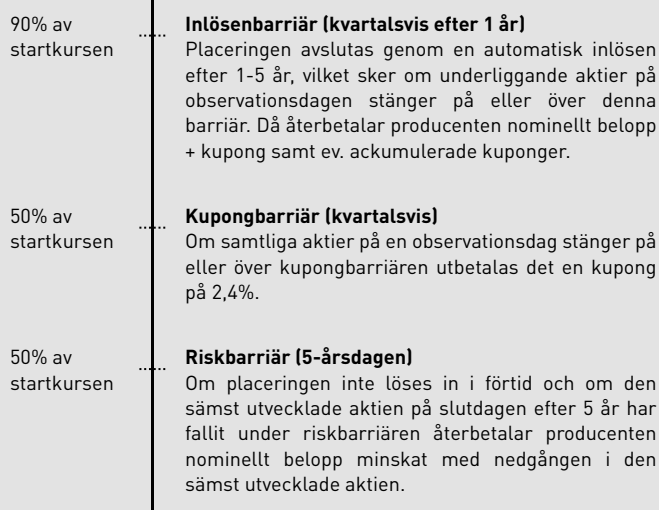 90% av
startkursen
Inlösenbarriär (kvartalsvis efter 1 år)
Placeringen avslutas genom en automatisk inlösen
efter 1-5 år, vilket sker om underliggande aktier på
observationsdagen stänger på eller över denna
barriär. Då återbetalar producenten nominellt belopp
+ kupong samt ev. ackumulerade kuponger.
50% av
startkursen
Kupongbarriär (kvartalsvis)
Om samtliga aktier på en observationsdag stänger på
eller över kupongbarriären utbetalas det en kupong
på 2,4%.
50% av
startkursen
Riskbarriär (5-årsdagen)
Om placeringen inte löses in i förtid och om den
sämst utvecklade aktien på slutdagen efter 5 år har
fallit under riskbarriären återbetalar producenten
nominellt belopp minskat med nedgången i den
sämst utvecklade aktien.